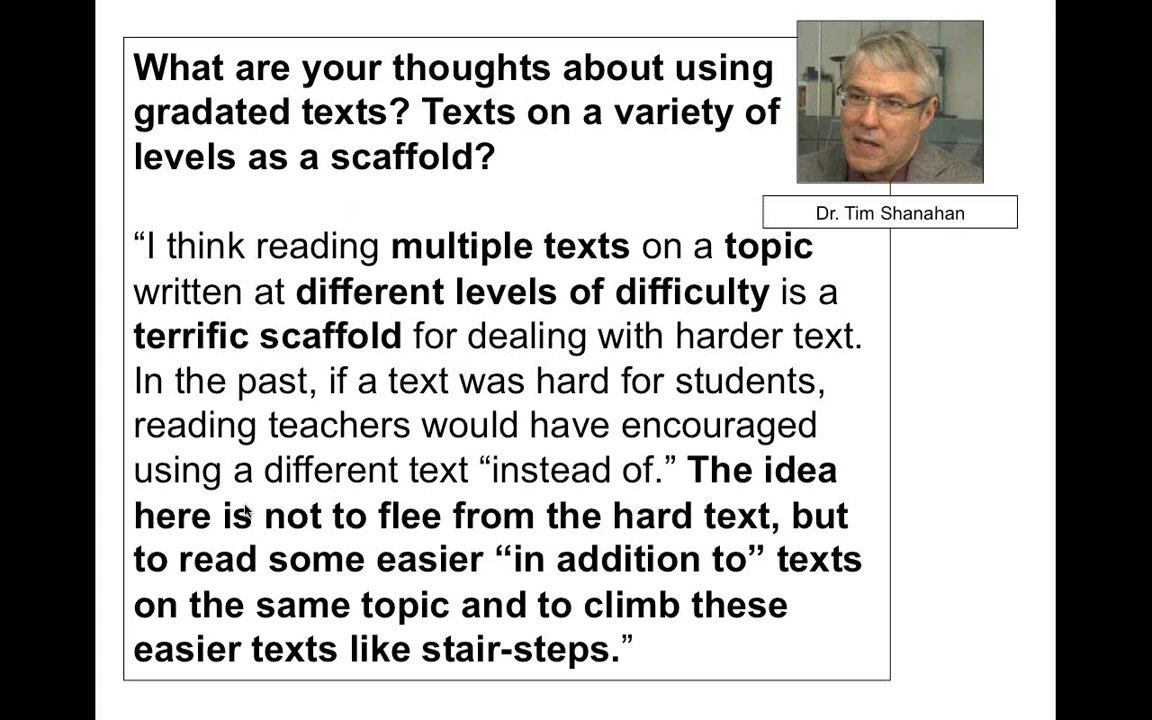 What are your thoughts about using
gradated texts? Texts on a variety of
levels as a scaffold?
Dr. Tim Shanahan
“I think reading multiple texts on a topic
written at different levels of difficulty is a
terrific scaffold for dealing with harder text.
In the past, if a text was hard for students,
reading teachers would have encouraged
using a different text “instead of.” The idea
here is not to flee from the hard text, but
to read some easier “in addition to” texts
on the same topic and to climb these
easier texts like stair-steps.”